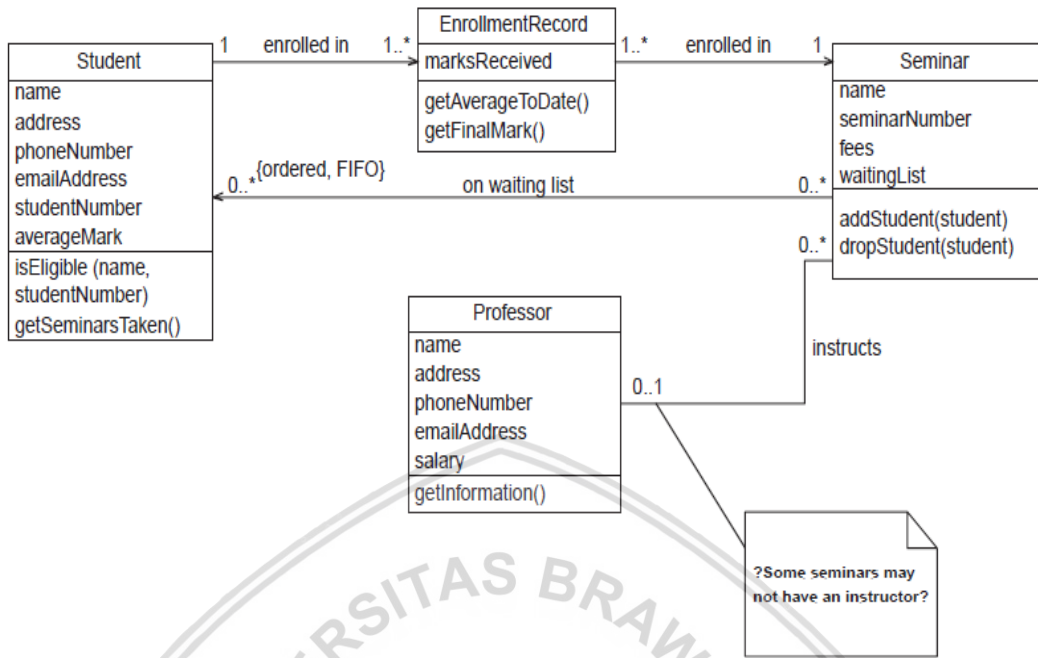 EnrollmentRecord
marksReceived
getAverageToDate()
getFinalMark()
1 enrolled in 1..*
1..* enrolled in 1
Student
name
address
phoneNumber
emailAddress
studentNumber
averageMark
isEligible (name,
studentNumber)
getSeminarsTaken()
Seminar
name
seminarNumber
fees
waitingList
addStudent(student)
dropStudent(student)
{ordered, FIFO}
0..* on waiting list 0..*
0..*
instructs
0..1
Professor
name
address
phoneNumber
emailAddress
salary
getInformation()
?Some seminars may
not have an instructor?
ERSITAS BRAW